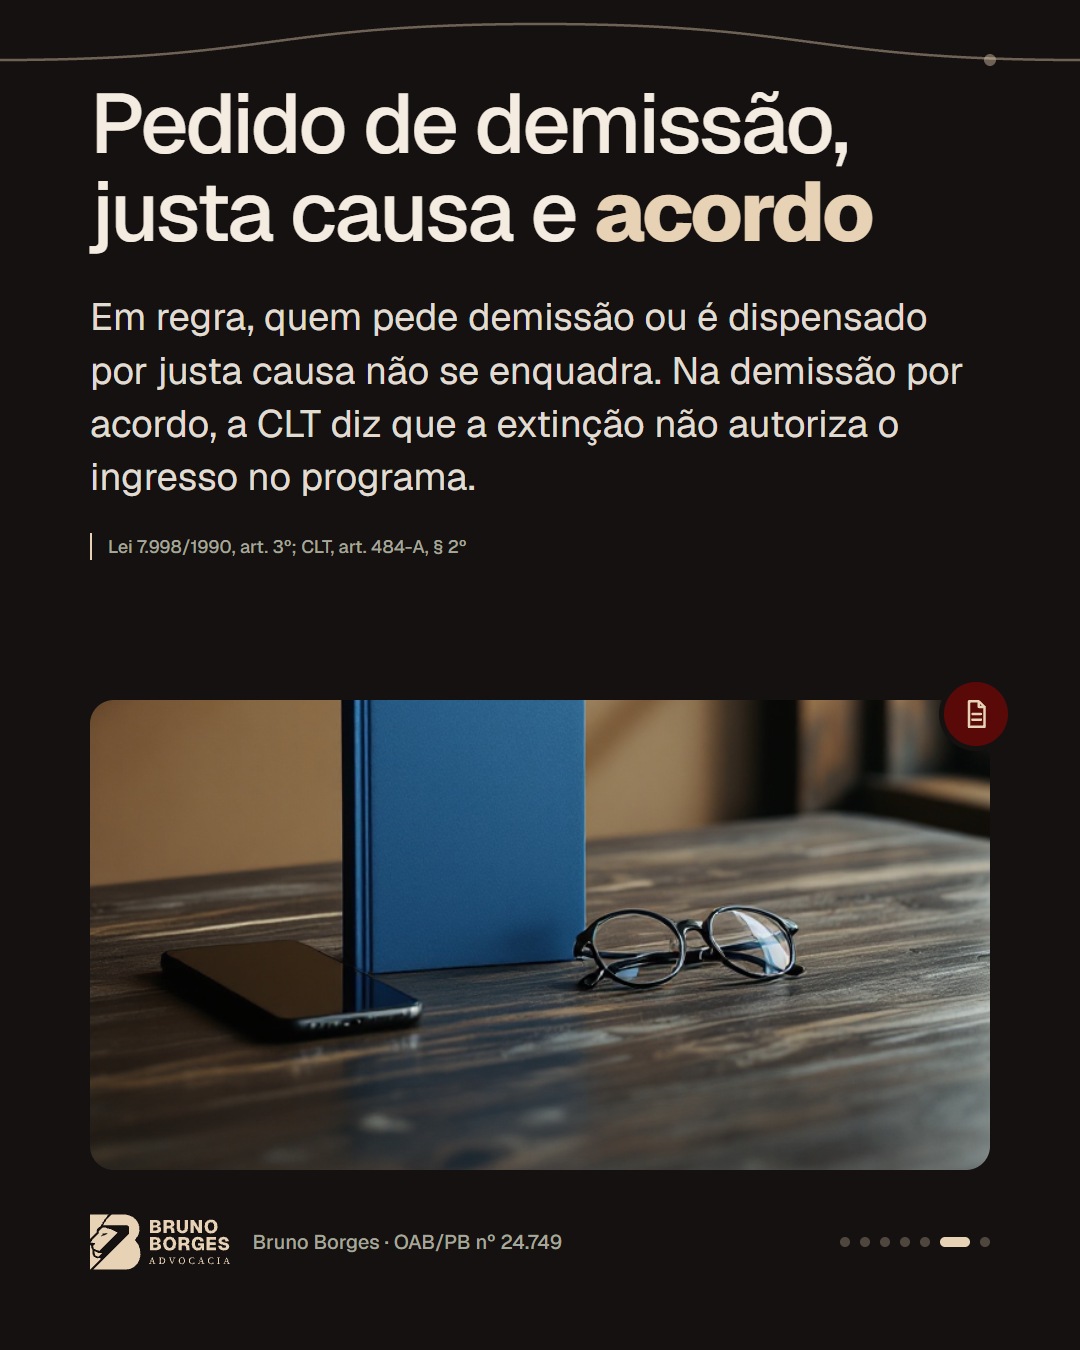 Pedido de demissão,
justa causa e acordo
Em regra, quem pede demissão ou é dispensado
por justa causa não se enquadra. Na demissão por
acordo, a CLT diz que a extinção não autoriza o
ingresso no programa.
Lei 7.998/1990, art. 3º; CLT, art. 484-A, § 2º
BRUNO
BORGES
ADVOCACIA
Bruno Borges · OAB/PB nº 24.749